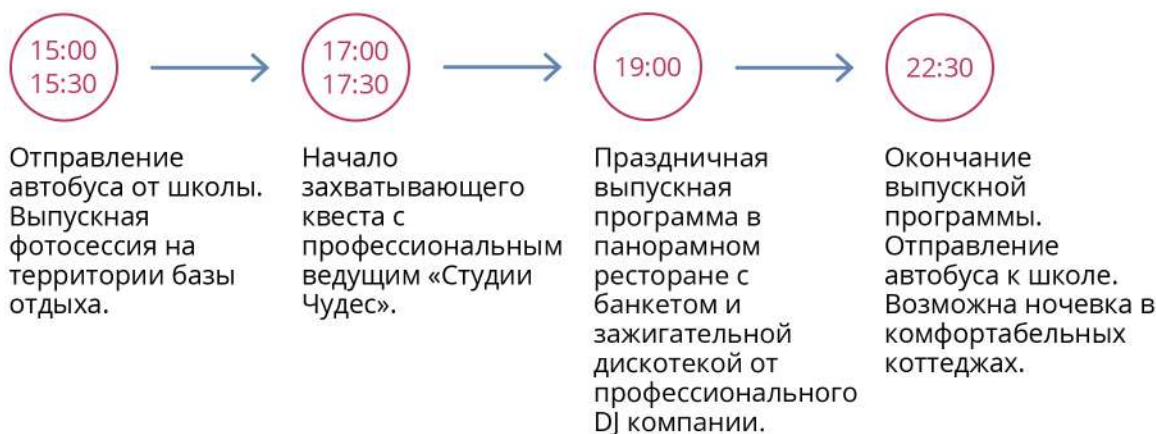 15:00
15:30
Отправление
автобуса от школы.
Выпускная
фотосессия на
территории базы
отдыха.
17:00
17:30
Начало
захватывающего
квеста с
профессиональным
ведущим «Студии
Чудес».
19:00
Праздничная
выпускная
программа в
панорамном
ресторане с
банкетом и
зажигательной
дискотекой от
профессионального
DJ компании.
22:30
Окончание
выпускной
программы.
Отправление
автобуса к школе.
Возможна ночевка в
комфортабельных
коттеджах.